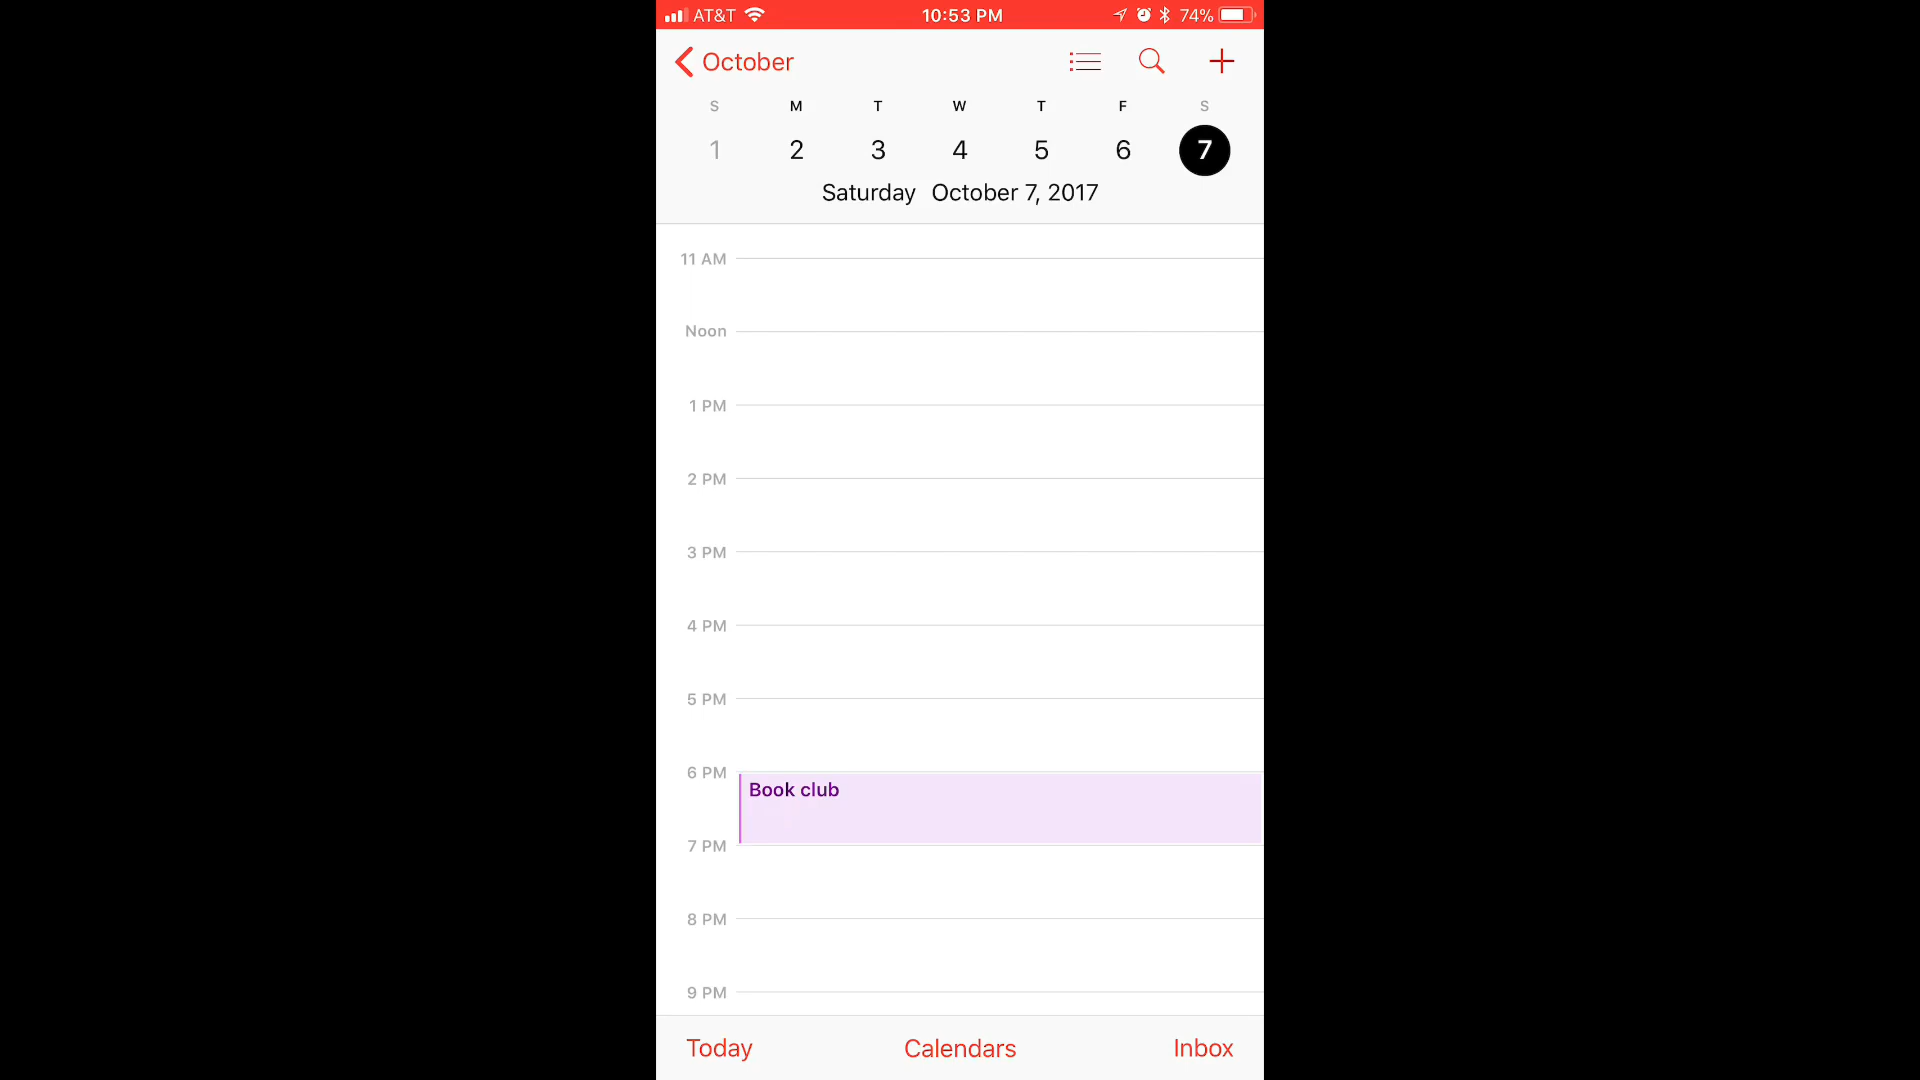 AT&T 10:53 PM 74%
October
S M T W T F S
1 2 3 4 5 6 7
Saturday October 7, 2017
11 AM
Noon
1 PM
2 PM
3 PM
4 PM
5 PM
6 PM
Book club
7 PM
8 PM
9 PM
Today Calendars Inbox